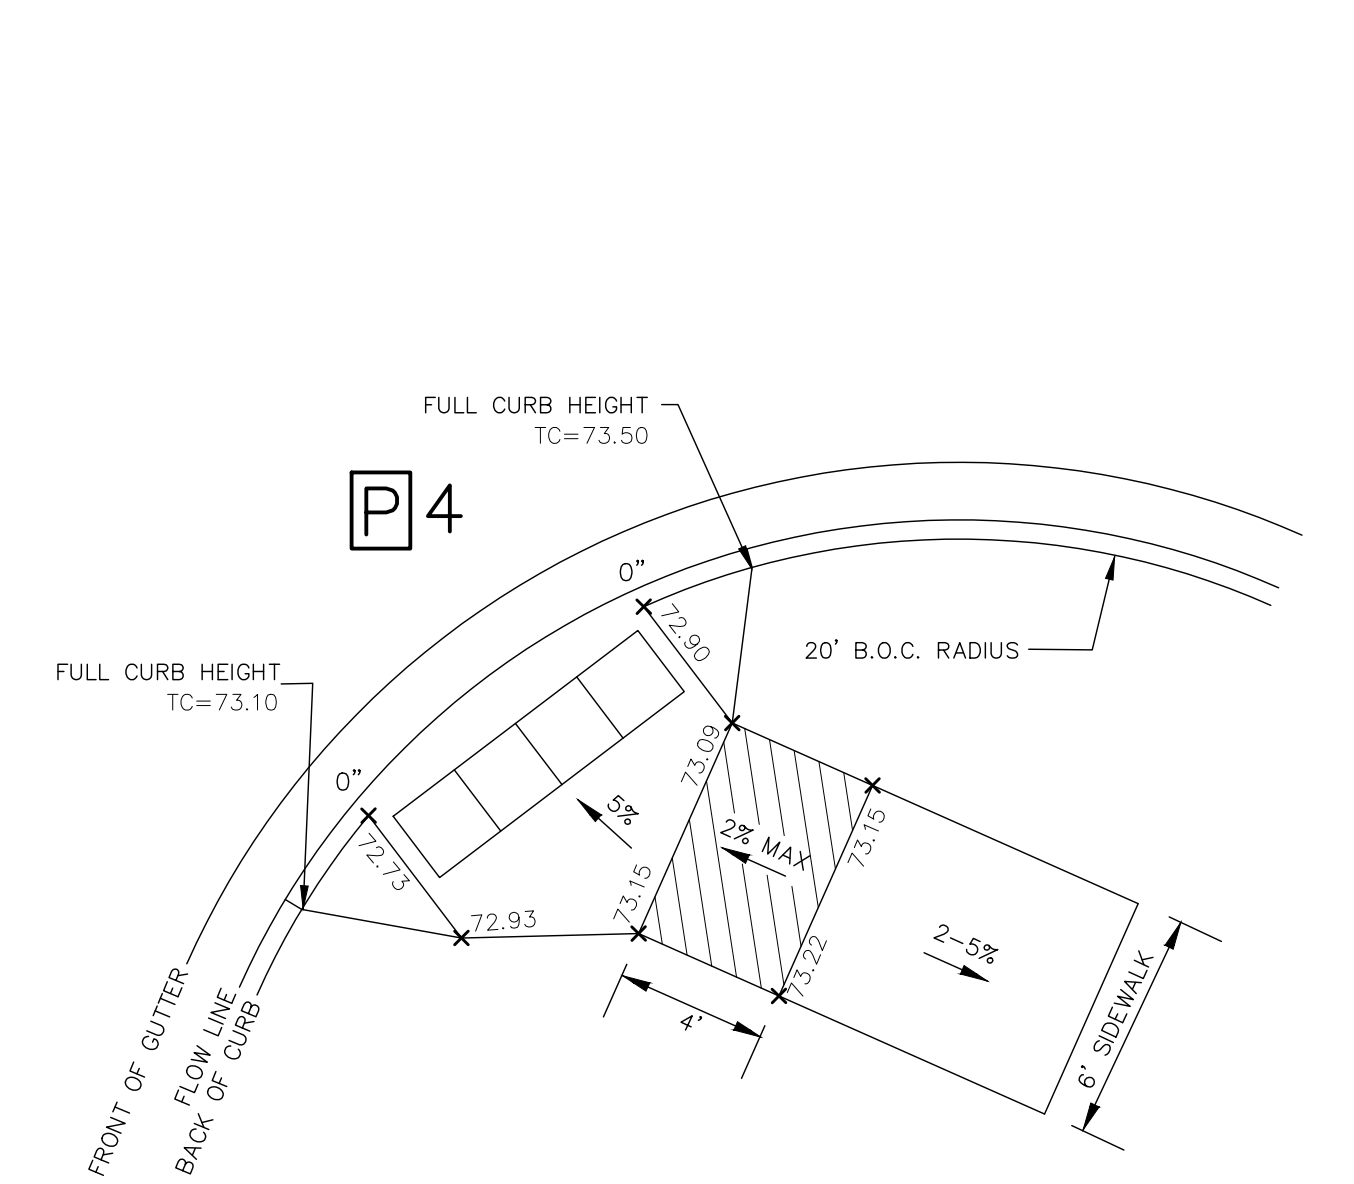 FULL CURB HEIGHT
TC=73.50
P 4
0"
72.90
20' B.O.C. RADIUS
FULL CURB HEIGHT
TC=73.10
0"
73.09
5%
2% MAX
73.15
72.73
73.15
72.93
2-5%
73.22
4'
6' SIDEWALK
FRONT OF GUTTER
FLOW LINE
BACK OF CURB